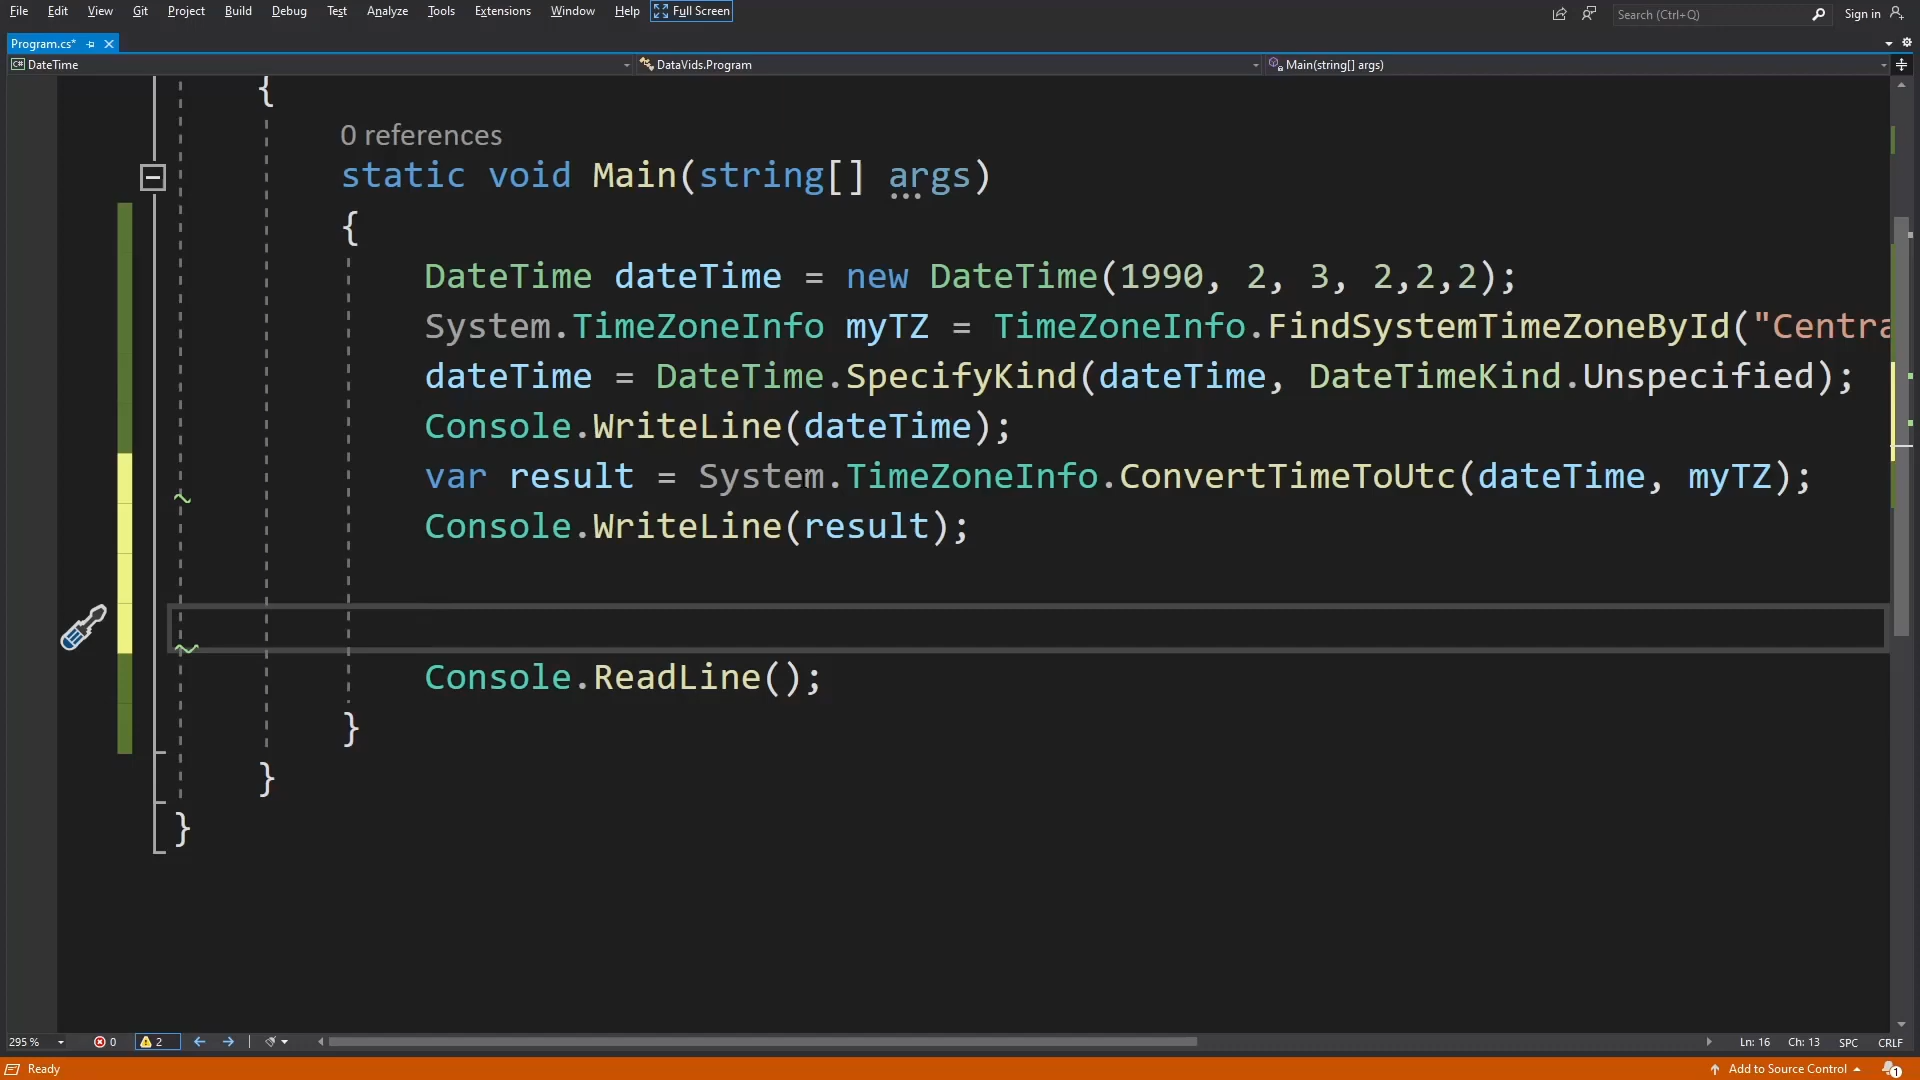 File Edit View Git Project Build Debug Test Analyze Tools Extensions Window Help Full Screen Search (Ctrl+Q) Sign in
Program.cs*
DateTime DataVids.Program Main(string[] args)
{
0 references
static void Main(string[] args)
{
DateTime dateTime = new DateTime(1990, 2, 3, 2,2,2);
System.TimeZoneInfo myTZ = TimeZoneInfo.FindSystemTimeZoneById("Centra
dateTime = DateTime.SpecifyKind(dateTime, DateTimeKind.Unspecified);
Console.WriteLine(dateTime);
var result = System.TimeZoneInfo.ConvertTimeToUtc(dateTime, myTZ);
Console.WriteLine(result);
Console.ReadLine();
}
}
}
295 % 0 2 Ln: 16 Ch: 13 SPC CRLF
Ready Add to Source Control 1